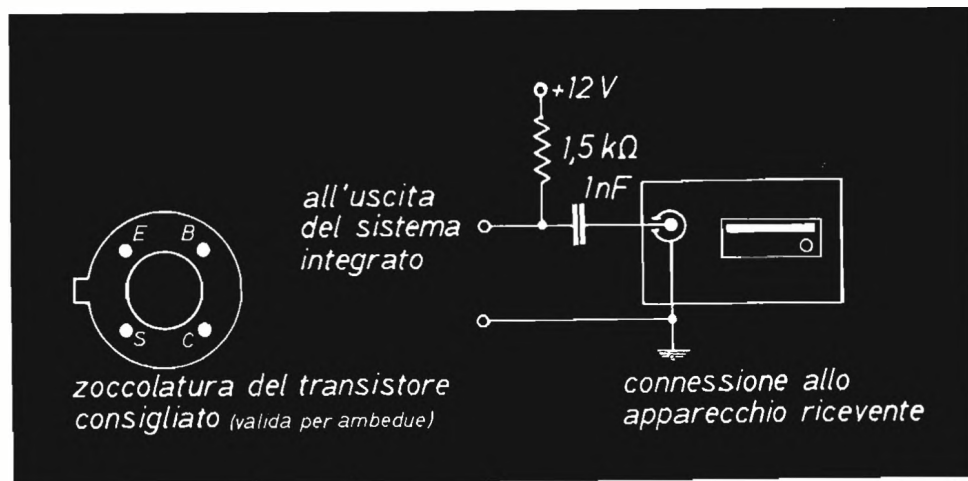 +12V
1,5 kΩ
1nF
all'uscita
del sistema
integrato
E B
S C
zoccolatura del transistore
consigliato (valida per ambedue)
connessione allo
apparecchio ricevente